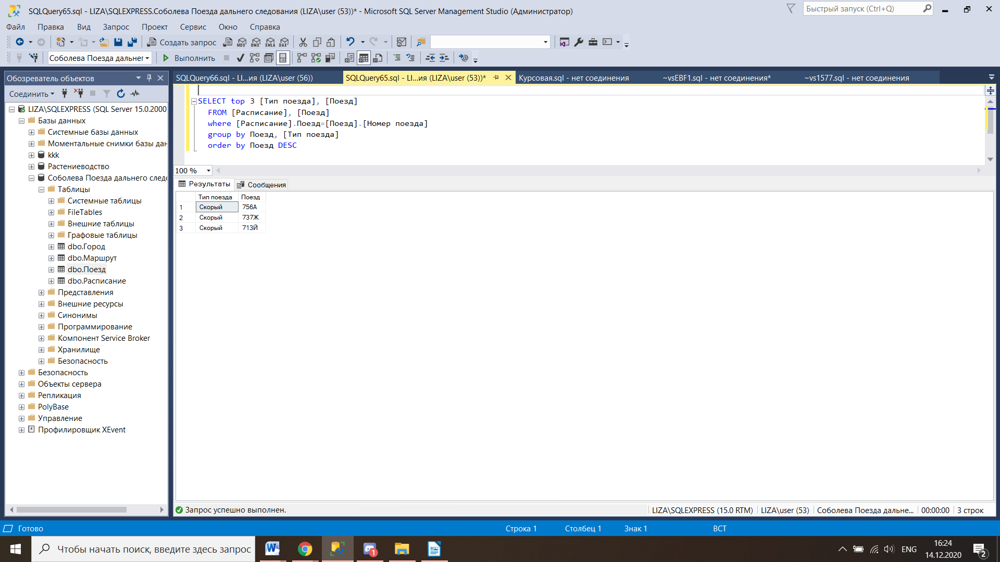 SQLQuery65.sql - LIZA\SQLEXPRESS.Соболева Поезда дальнего следования (LIZA\user (53))* - Microsoft SQL Server Management Studio (Администратор)
Быстрый запуск (Ctrl+Q)
Файл Правка Вид Запрос Проект Сервис Окно Справка
Создать запрос MDX DMX XMLA DAX
Соболева Поезда дальнег Выполнить
Обозреватель объектов
Соединить
LIZA\SQLEXPRESS (SQL Server 15.0.2000
Базы данных
Системные базы данных
Моментальные снимки базы дан
kkk
Растениеводство
Соболева Поезда дальнего след
Таблицы
Системные таблицы
FileTables
Внешние таблицы
Графовые таблицы
dbo.Город
dbo.Маршрут
dbo.Поезд
dbo.Расписание
Представления
Внешние ресурсы
Синонимы
Программирование
Компонент Service Broker
Хранилище
Безопасность
Безопасность
Объекты сервера
Репликация
PolyBase
Управление
Профилировщик XEvent
SQLQuery66.sql - LI...ия (LIZA\user (56)) SQLQuery65.sql - LI...ия (LIZA\user (53))* Курсовая.sql - нет соединения ~vsEBF1.sql - нет соединения* ~vs1577.sql - нет соединения
SELECT top 3 [Тип поезда], [Поезд]
FROM [Расписание], [Поезд]
where [Расписание].Поезд=[Поезд].[Номер поезда]
group by Поезд, [Тип поезда]
order by Поезд DESC
100 %
Результаты Сообщения
Тип поезда Поезд
1 Скорый 756А
2 Скорый 737Ж
3 Скорый 713Й
Запрос успешно выполнен. LIZA\SQLEXPRESS (15.0 RTM) LIZA\user (53) Соболева Поезда дальне... 00:00:00 3 строк
Готово Строка 1 Столбец 1 Знак 1 ВСТ
Чтобы начать поиск, введите здесь запрос
1
ENG
16:24
14.12.2020
2